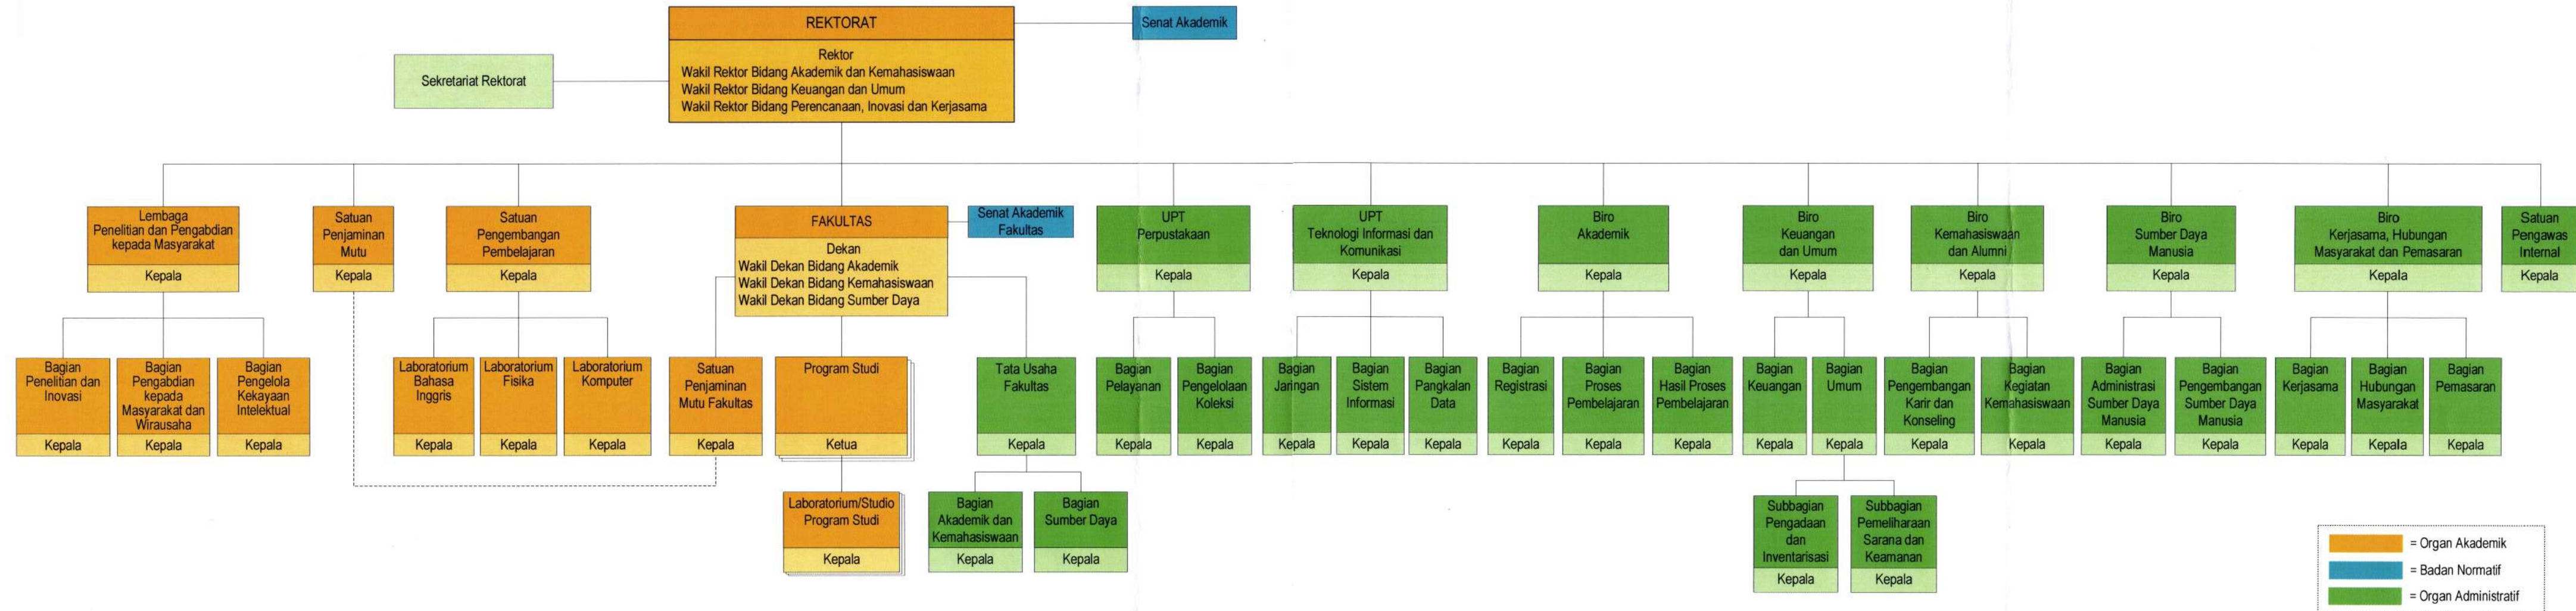 REKTORAT
Rektor
Wakil Rektor Bidang Akademik dan Kemahasiswaan
Wakil Rektor Bidang Keuangan dan Umum
Wakil Rektor Bidang Perencanaan, Inovasi dan Kerjasama
Senat Akademik
Sekretariat Rektorat
Lembaga
Penelitian dan Pengabdian
kepada Masyarakat
Kepala
Satuan
Penjaminan
Mutu
Kepala
Satuan
Pengembangan
Pembelajaran
Kepala
FAKULTAS
Dekan
Wakil Dekan Bidang Akademik
Wakil Dekan Bidang Kemahasiswaan
Wakil Dekan Bidang Sumber Daya
Senat Akademik
Fakultas
UPT
Perpustakaan
Kepala
UPT
Teknologi Informasi dan
Komunikasi
Kepala
Biro
Akademik
Kepala
Biro
Keuangan
dan Umum
Kepala
Biro
Kemahasiswaan
dan Alumni
Kepala
Biro
Sumber Daya
Manusia
Kepala
Biro
Kerjasama, Hubungan
Masyarakat dan Pemasaran
Kepala
Satuan
Pengawas
Internal
Kepala
Bagian
Penelitian dan
Inovasi
Kepala
Bagian
Pengabdian
kepada
Masyarakat dan
Wirausaha
Kepala
Bagian
Pengelola
Kekayaan
Intelektual
Kepala
Laboratorium
Bahasa
Inggris
Kepala
Laboratorium
Fisika
Kepala
Laboratorium
Komputer
Kepala
Satuan
Penjaminan
Mutu Fakultas
Kepala
Program Studi
Ketua
Tata Usaha
Fakultas
Kepala
Bagian
Pelayanan
Kepala
Bagian
Pengelolaan
Koleksi
Kepala
Bagian
Jaringan
Kepala
Bagian
Sistem
Informasi
Kepala
Bagian
Pangkalan
Data
Kepala
Bagian
Registrasi
Kepala
Bagian
Proses
Pembelajaran
Kepala
Bagian
Hasil Proses
Pembelajaran
Kepala
Bagian
Keuangan
Kepala
Bagian
Umum
Kepala
Bagian
Pengembangan
Karir dan
Konseling
Kepala
Bagian
Kegiatan
Kemahasiswaan
Kepala
Bagian
Administrasi
Sumber Daya
Manusia
Kepala
Bagian
Pengembangan
Sumber Daya
Manusia
Kepala
Bagian
Kerjasama
Kepala
Bagian
Hubungan
Masyarakat
Kepala
Bagian
Pemasaran
Kepala
Laboratorium/Studio
Program Studi
Kepala
Bagian
Akademik dan
Kemahasiswaan
Kepala
Bagian
Sumber Daya
Kepala
Subbagian
Pengadaan
dan
Inventarisasi
Kepala
Subbagian
Pemeliharaan
Sarana dan
Keamanan
Kepala
= Organ Akademik
= Badan Normatif
= Organ Administratif